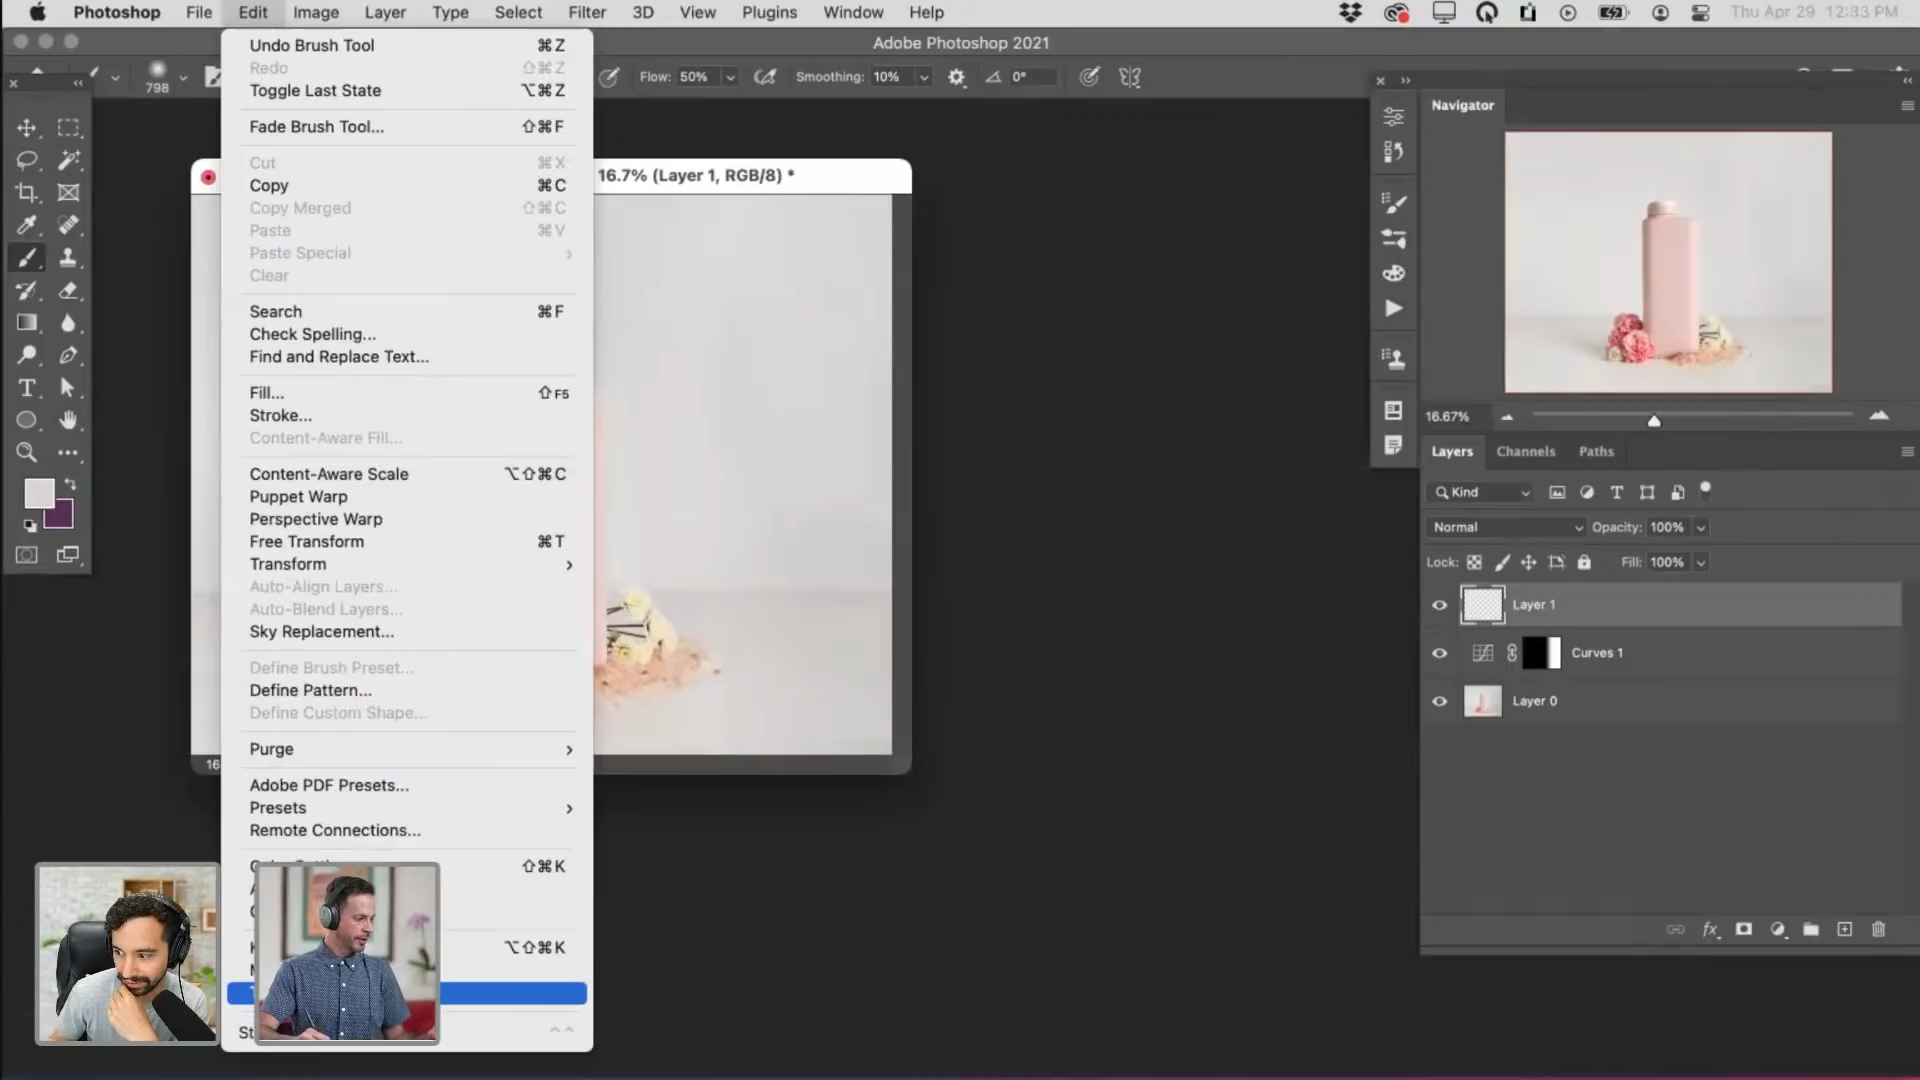 Photoshop File Edit Image Layer Type Select Filter 3D View Plugins Window Help Thu Apr 29 12:33 PM
Adobe Photoshop 2021
798 Flow: 50% Smoothing: 10% 0°
16.7% (Layer 1, RGB/8) *
Undo Brush Tool ⌘Z
Redo ⇧⌘Z
Toggle Last State ⌥⌘Z
Fade Brush Tool... ⇧⌘F
Cut ⌘X
Copy ⌘C
Copy Merged ⇧⌘C
Paste ⌘V
Paste Special
Clear
Search ⌘F
Check Spelling...
Find and Replace Text...
Fill... ⇧F5
Stroke...
Content-Aware Fill...
Content-Aware Scale ⌥⇧⌘C
Puppet Warp
Perspective Warp
Free Transform ⌘T
Transform
Auto-Align Layers...
Auto-Blend Layers...
Sky Replacement...
Define Brush Preset...
Define Pattern...
Define Custom Shape...
Purge
Adobe PDF Presets...
Presets
Remote Connections...
⇧⌘K
⌥⇧⌘K
16
Navigator
16.67%
Layers Channels Paths
Kind
Normal Opacity: 100%
Lock: Fill: 100%
Layer 1
Curves 1
Layer 0